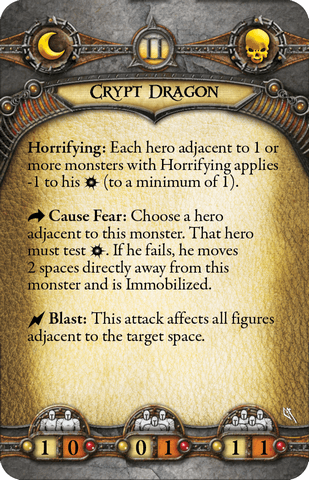 II
CRYPT DRAGON
Horrifying: Each hero adjacent to 1 or
more monsters with Horrifying applies
-1 to his (to a minimum of 1).
Cause Fear: Choose a hero
adjacent to this monster. That hero
must test . If he fails, he moves
2 spaces directly away from this
monster and is Immobilized.
Blast: This attack affects all figures
adjacent to the target space.
1 0 0 1 1 1